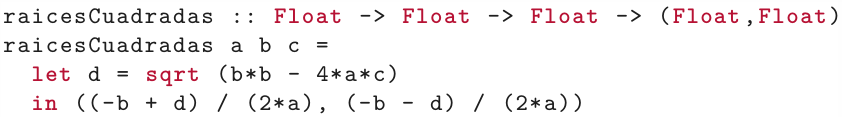 raicesCuadradas :: Float -> Float -> Float -> (Float,Float)
raicesCuadradas a b c =
  let d = sqrt (b*b - 4*a*c)
  in ((-b + d) / (2*a), (-b - d) / (2*a))